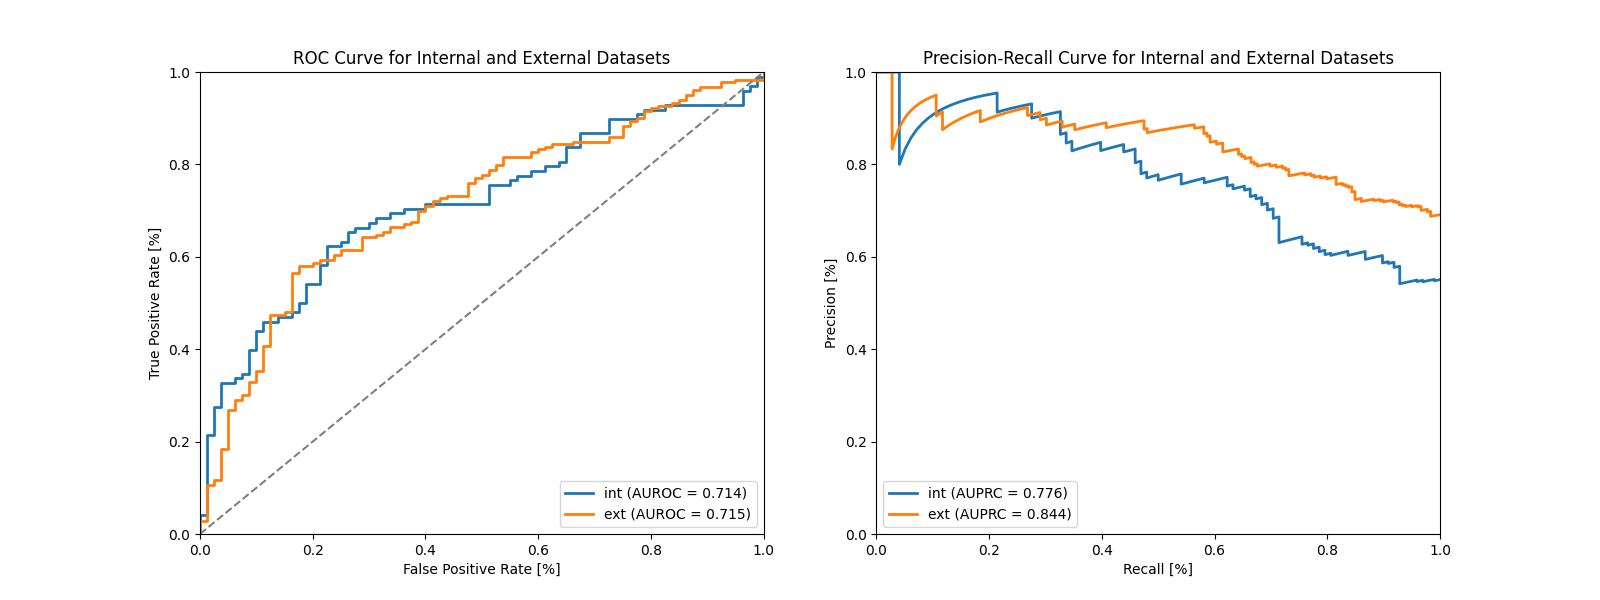 ROC Curve for Internal and External Datasets
1.0
0.8
0.6
0.4
0.2
0.0
True Positive Rate [%]
int (AUROC = 0.714)
ext (AUROC = 0.715)
0.0 0.2 0.4 0.6 0.8 1.0
False Positive Rate [%]
Precision-Recall Curve for Internal and External Datasets
1.0
0.8
0.6
0.4
0.2
0.0
Precision [%]
int (AUPRC = 0.776)
ext (AUPRC = 0.844)
0.0 0.2 0.4 0.6 0.8 1.0
Recall [%]